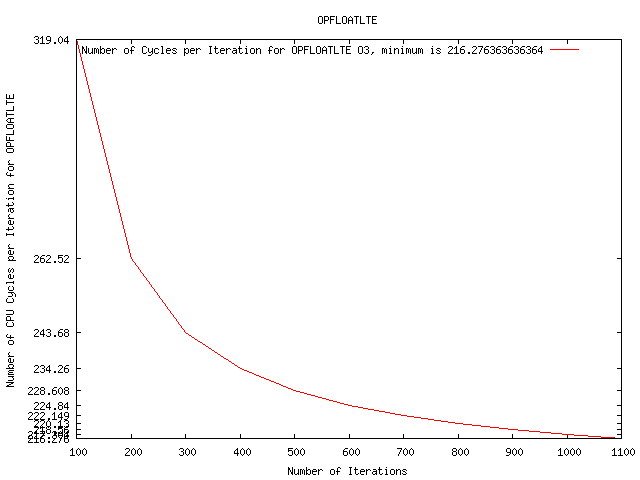 OPFLOATLTE
319.04
Number of Cycles per Iteration for OPFLOATLTE O3, minimum is 216.276363636364
Number of CPU Cycles per Iteration for OPFLOATLTE
262.52
243.68
234.26
228.608
224.84
222.149
220.13
216.276
100 200 300 400 500 600 700 800 900 1000 1100
Number of Iterations